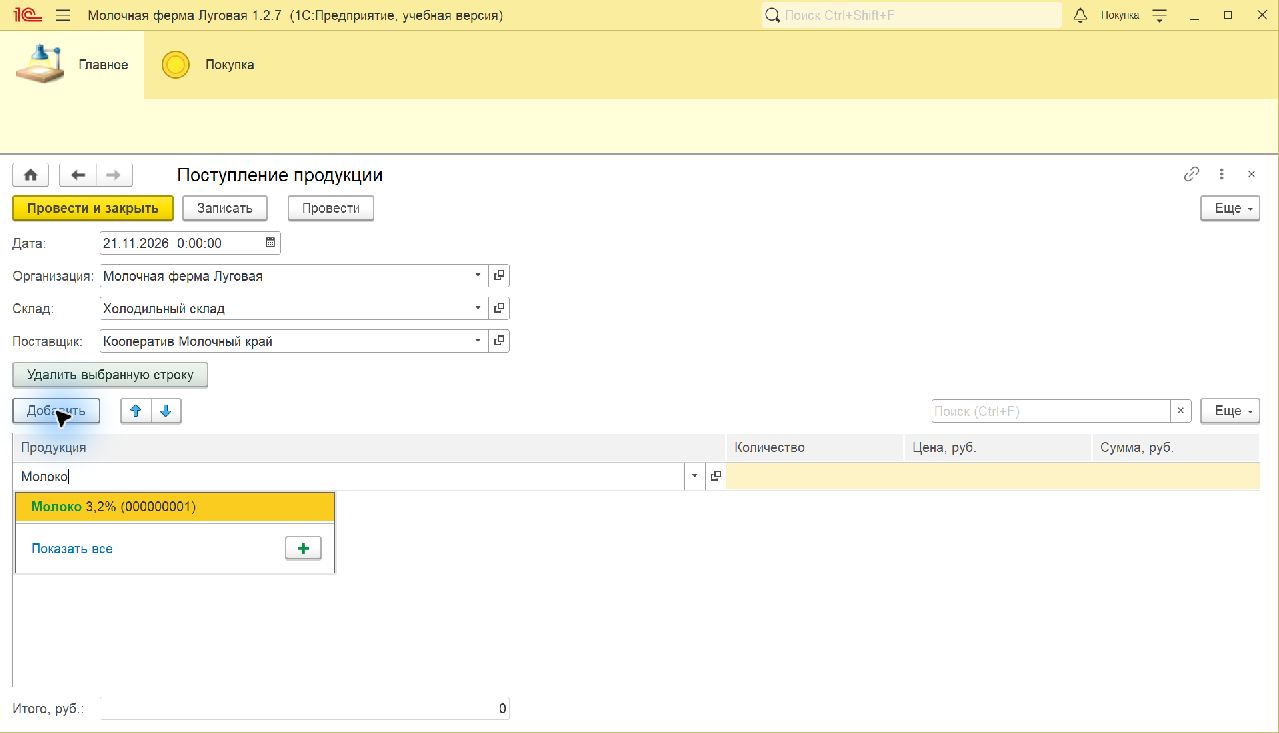 1С Молочная ферма Луговая 1.2.7 (1С:Предприятие, учебная версия) Поиск Ctrl+Shift+F Покупка
Главное Покупка
Поступление продукции
Провести и закрыть Записать Провести Еще
Дата: 21.11.2026 0:00:00
Организация: Молочная ферма Луговая
Склад: Холодильный склад
Поставщик: Кооператив Молочный край
Удалить выбранную строку
Добавить Поиск (Ctrl+F) Еще
Продукция Количество Цена, руб. Сумма, руб.
Молоко
Молоко 3,2% (000000001)
Показать все
Итого, руб.: 0